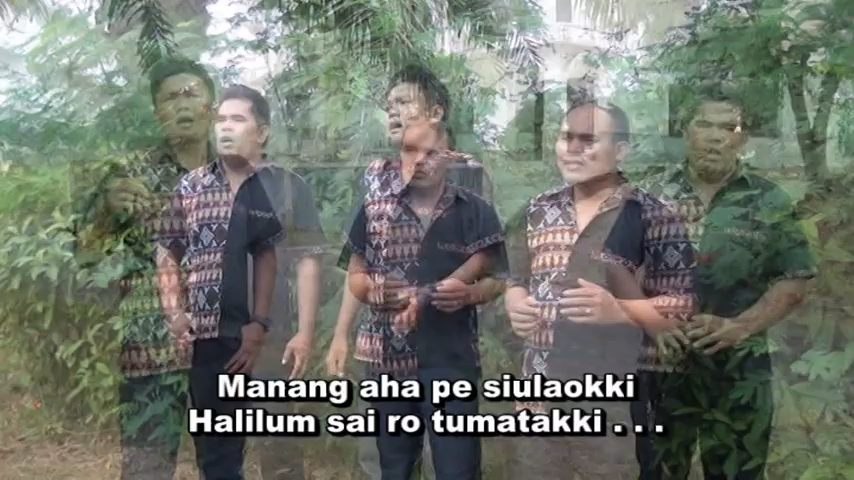 Manang aha pe siulaokki
Halilum sai ro tumatakki . . .